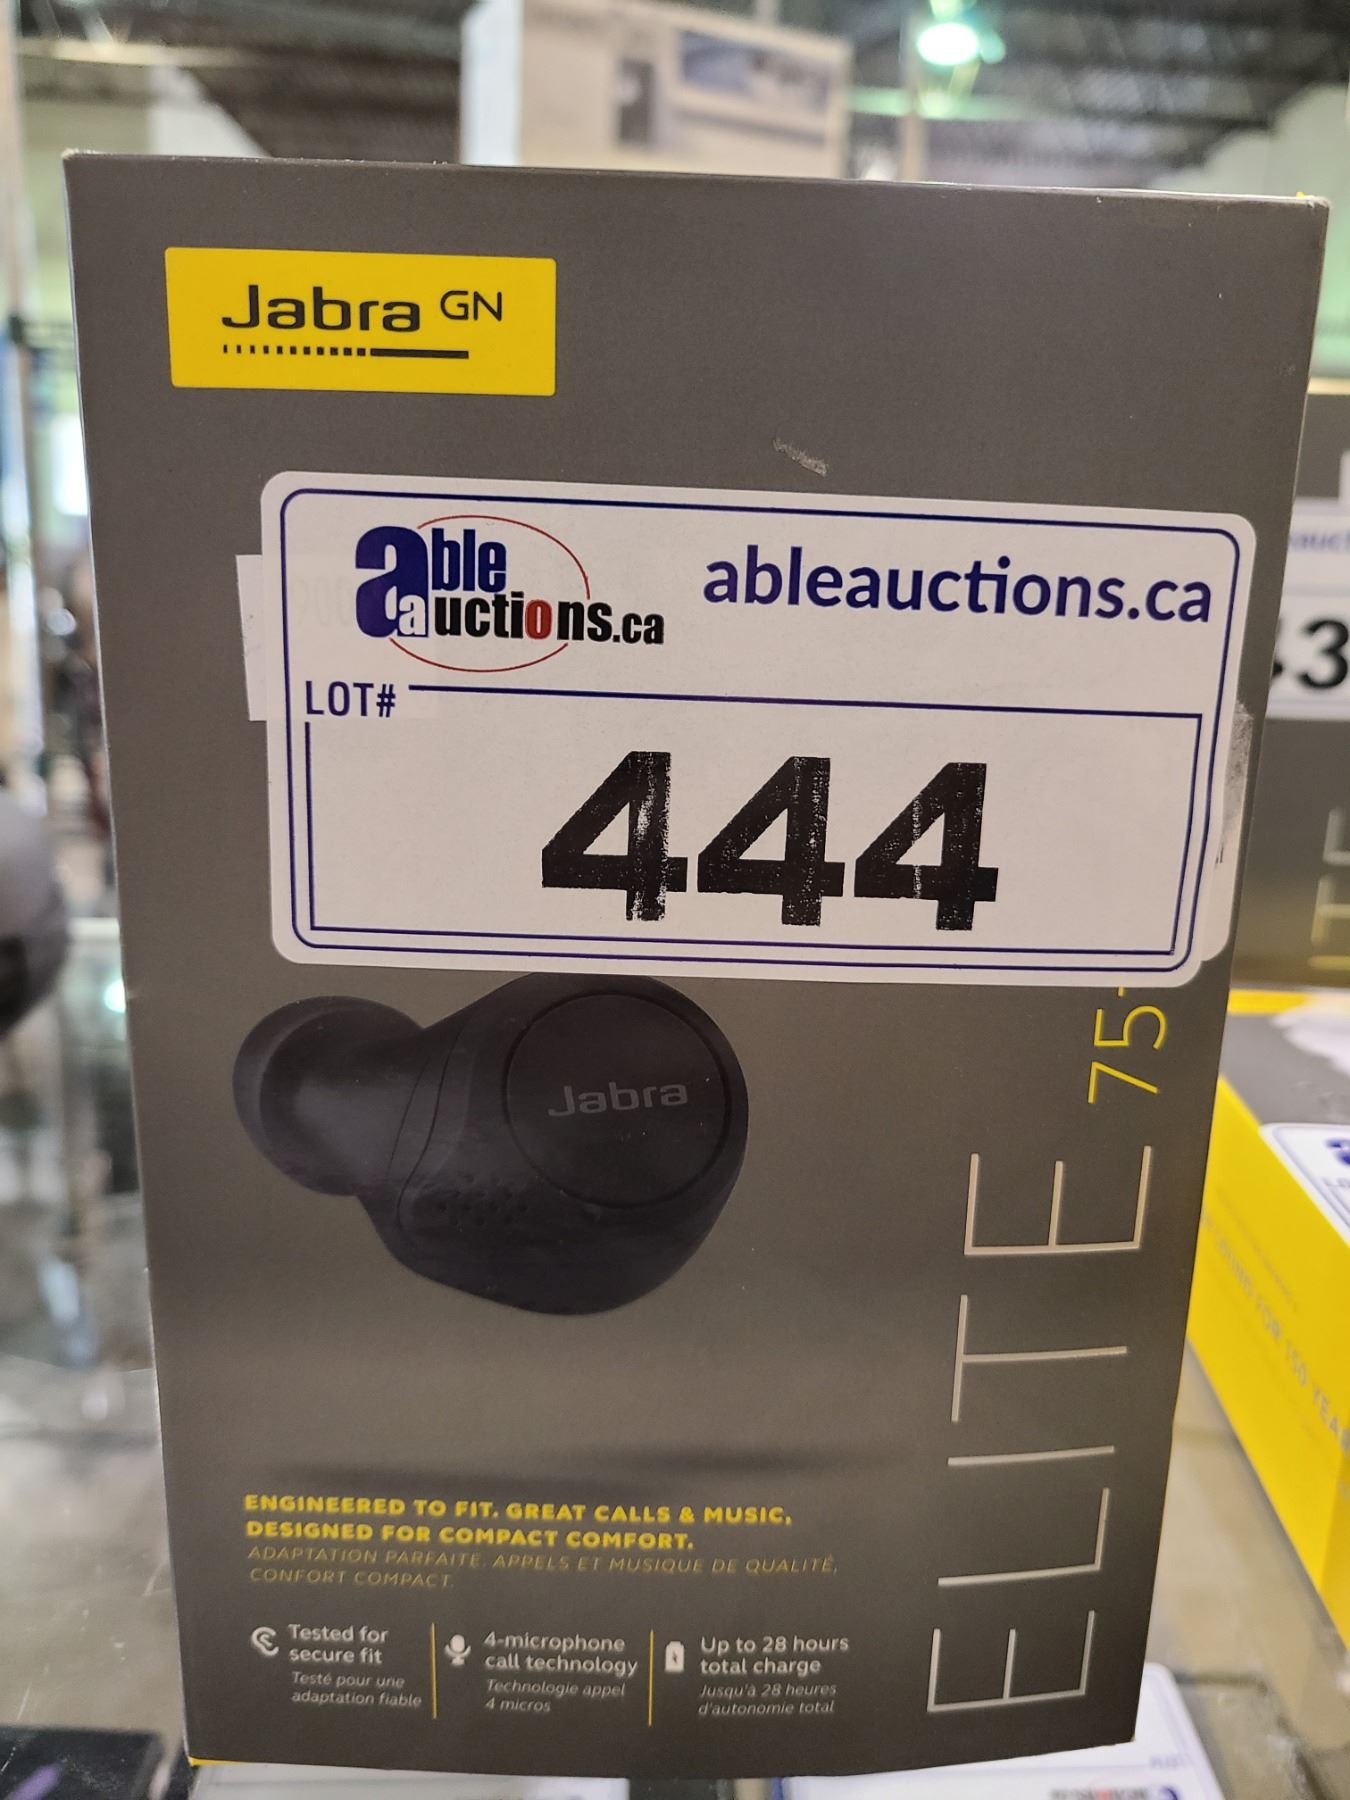 Jabra GN
able
auctions.ca
ableauctions.ca
LOT#
444
Jabra
ELITE 75
ENGINEERED TO FIT. GREAT CALLS & MUSIC,
DESIGNED FOR COMPACT COMFORT.
ADAPTATION PARFAITE. APPELS ET MUSIQUE DE QUALITÉ,
CONFORT COMPACT.
Tested for
secure fit
Testé pour une
adaptation fiable
4-microphone
call technology
Technologie appel
4 micros
Up to 28 hours
total charge
Jusqu'à 28 heures
d'autonomie total